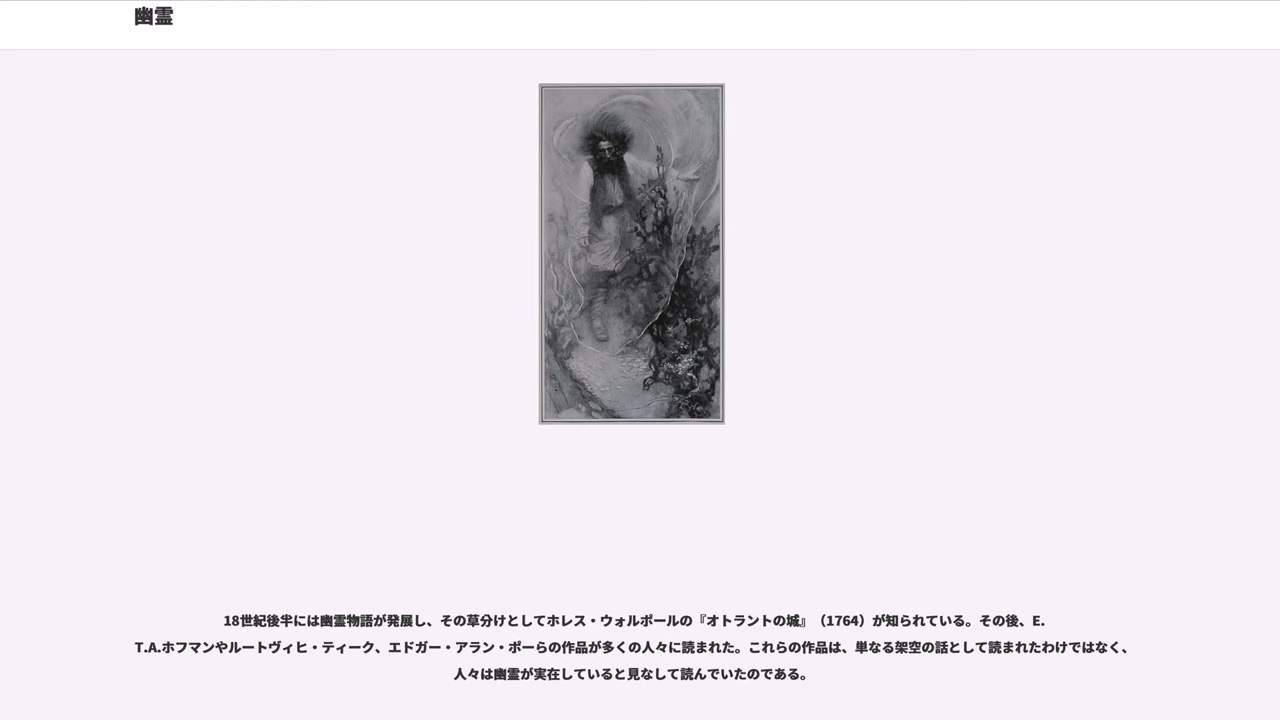 幽霊
18世紀後半には幽霊物語が発展し、その草分けとしてホレス・ウォルポールの『オトラントの城』（1764）が知られている。その後、E.
T.A.ホフマンやルートヴィヒ・ティーク、エドガー・アラン・ポーらの作品が多くの人々に読まれた。これらの作品は、単なる架空の話として読まれたわけではなく、
人々は幽霊が実在していると見なして読んでいたのである。